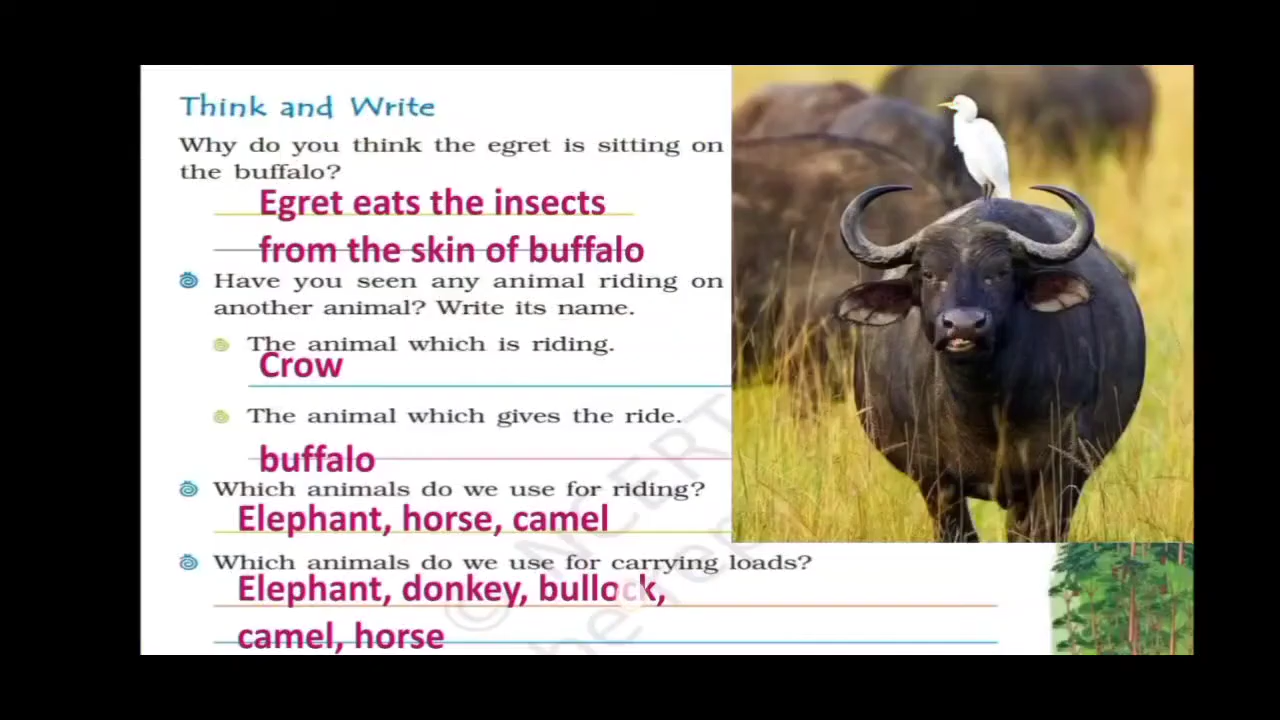 Think and Write
Why do you think the egret is sitting on
the buffalo?
Egret eats the insects
from the skin of buffalo
Have you seen any animal riding on
another animal? Write its name.
The animal which is riding.
Crow
The animal which gives the ride.
buffalo
Which animals do we use for riding?
Elephant, horse, camel
Which animals do we use for carrying loads?
Elephant, donkey, bullock,
camel, horse
© NCERT